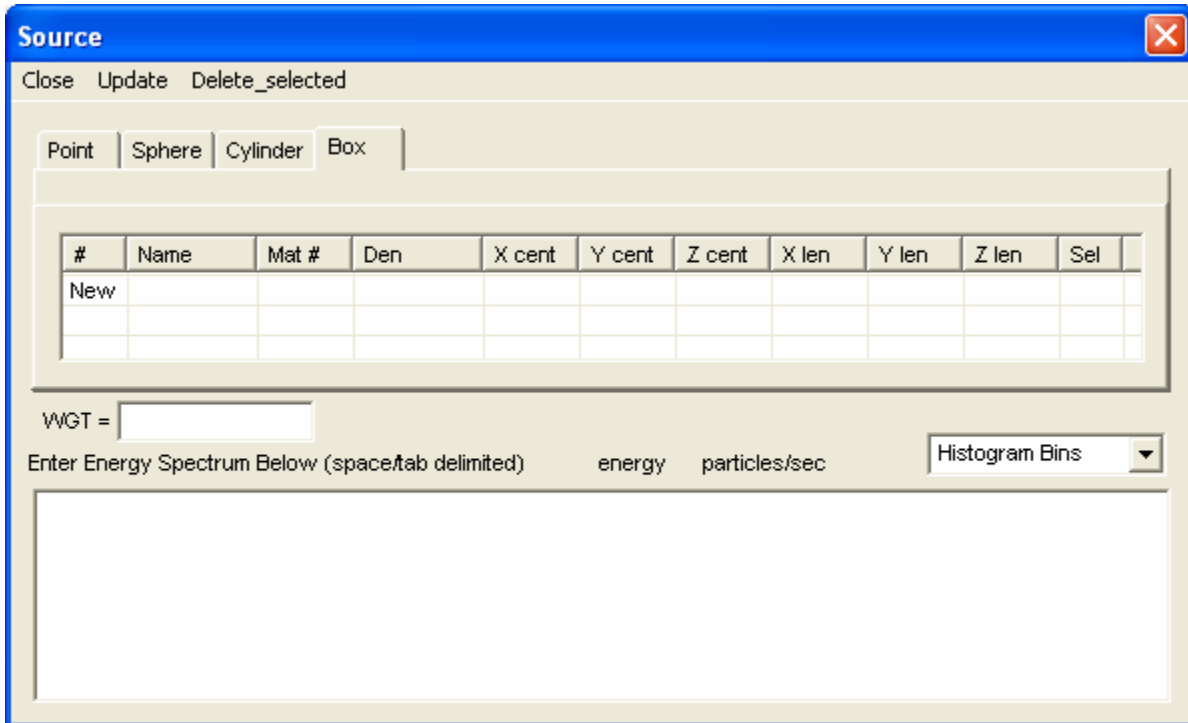 Source
Close Update Delete_selected
Point Sphere Cylinder Box
# Name Mat # Den X cent Y cent Z cent X len Y len Z len Sel
New
WGT =
Histogram Bins
Enter Energy Spectrum Below (space/tab delimited) energy particles/sec